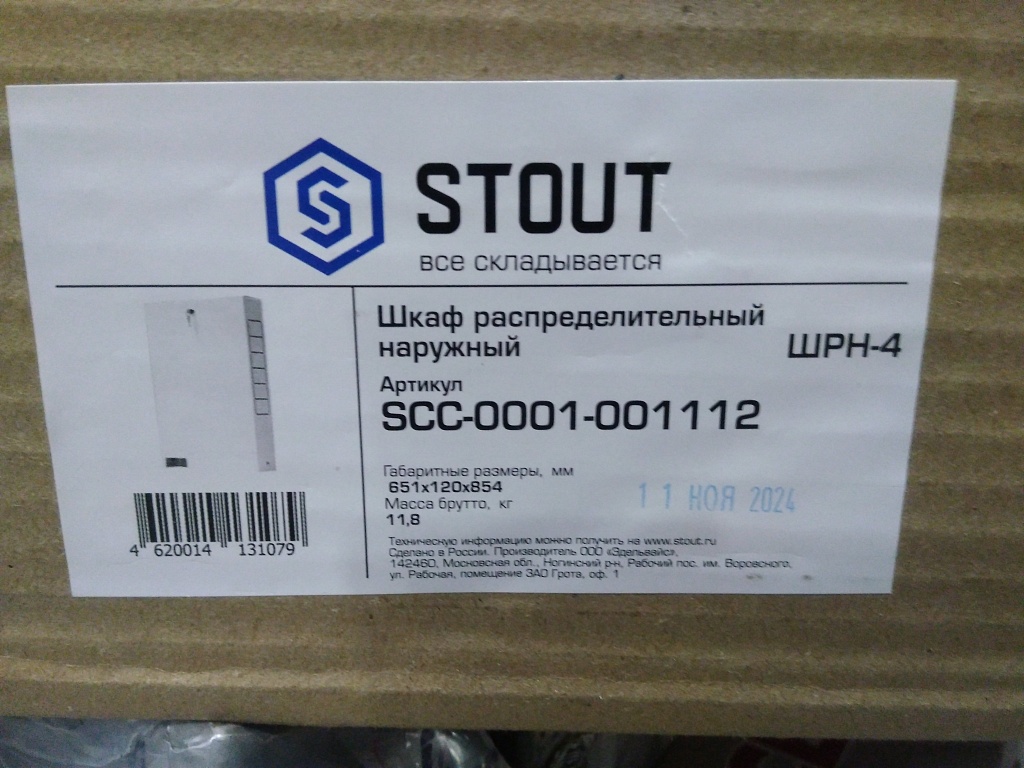 STOUT
все складывается
Шкаф распределительный
наружный
ШРН-4
Артикул
SCC-0001-001112
Габаритные размеры, мм
651x120x854
Масса брутто, кг
11,8
11 НОЯ 2024
Техническую информацию можно получить на www.stout.ru
Сделано в России. Производитель ООО «Эдельвайс»,
142460, Московская обл., Ногинский р-н, Рабочий пос. им. Воровского,
ул. Рабочая, помещение ЗАО Грота, оф. 1
4 620014 131079